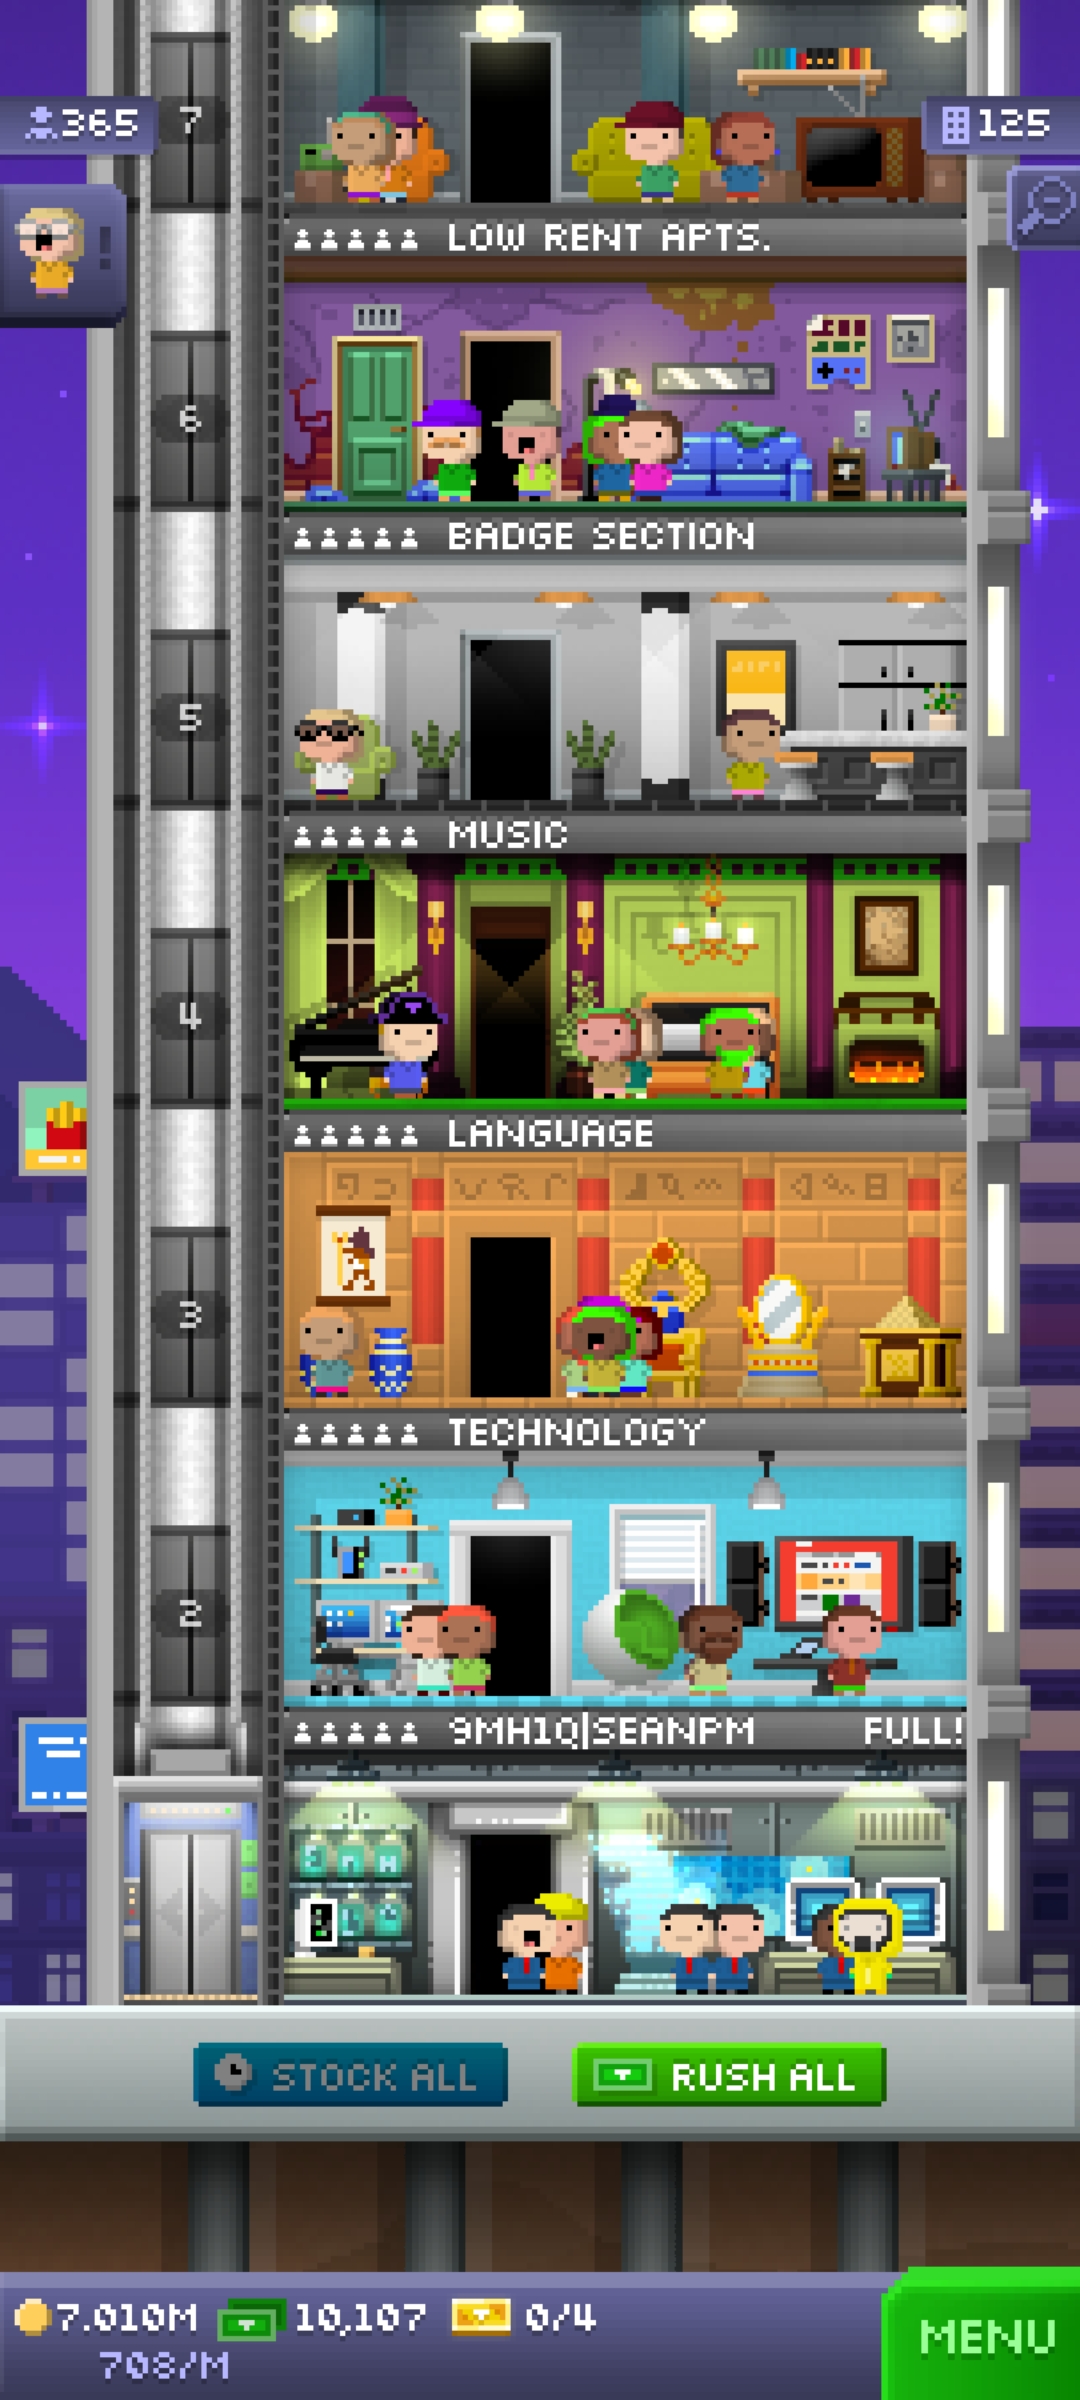 7
365
125
!
LOW RENT APTS.
6
BADGE SECTION
5
MUSIC
4
LANGUAGE
3
TECHNOLOGY
2
9MH1Q|SEANPM FULL!
STOCK ALL
RUSH ALL
7.010M 10,107 0/4
708/M
MENU